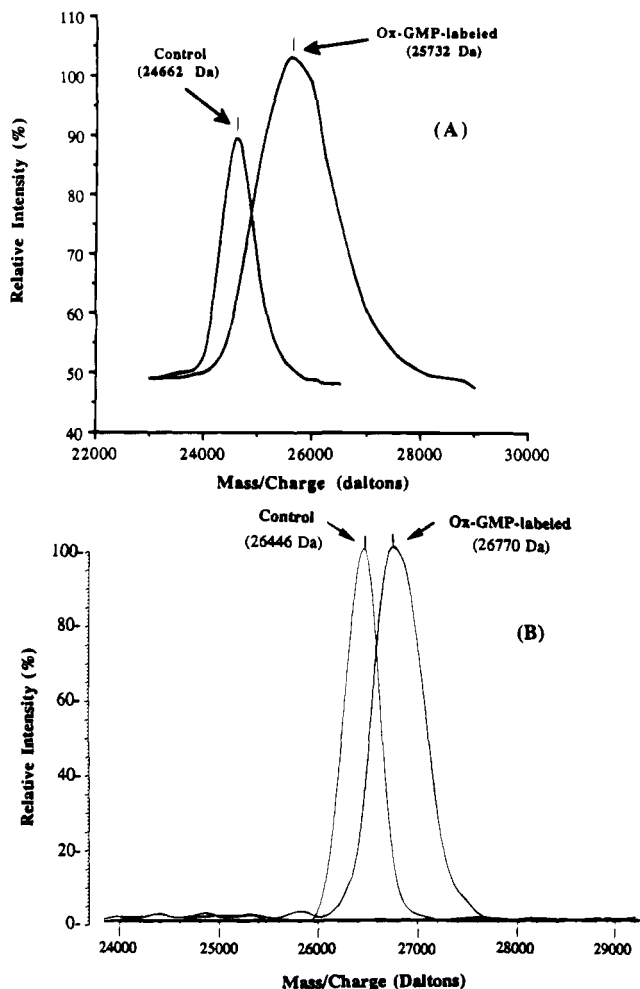 Control
(24662 Da)
Ox-GMP-labeled
(25732 Da)
(A)
110
100
90
80
70
60
50
40
Relative Intensity (%)
22000 24000 26000 28000 30000
Mass/Charge (daltons)
Control
(26446 Da)
Ox-GMP-labeled
(26770 Da)
(B)
100-
80-
60-
40-
20-
0-
Relative Intensity (%)
24000 25000 26000 27000 28000 29000
Mass/Charge (Daltons)